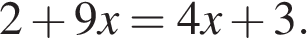 2 + 9x = 4x + 3.